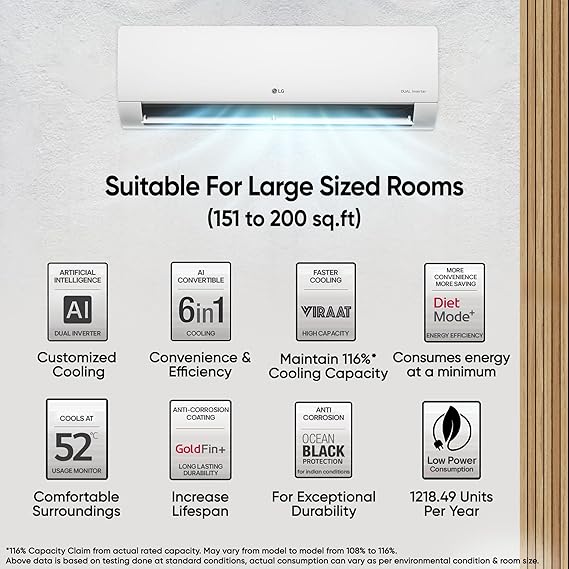 LG
DUAL Inverter
Suitable For Large Sized Rooms
(151 to 200 sq.ft)
ARTIFICIAL
INTELLIGENCE
AI
DUAL INVERTER
Customized
Cooling
AI
CONVERTIBLE
6in1
COOLING
Convenience &
Efficiency
FASTER
COOLING
VIRAAT
HIGH CAPACITY
Maintain 116%*
Cooling Capacity
MORE
CONVENIENCE
MORE SAVING
Diet
Mode+
ENERGY EFFICIENCY
Consumes energy
at a minimum
COOLS AT
52°C
USAGE MONITOR
Comfortable
Surroundings
ANTI-CORROSION
COATING
GoldFin+
LONG LASTING
DURABILITY
Increase
Lifespan
ANTI
CORROSION
OCEAN
BLACK
PROTECTION
for indian conditions
For Exceptional
Durability
Low Power
Consumption
1218.49 Units
Per Year
*116% Capacity Claim from actual rated capacity. May vary from model to model from 108% to 116%.
Above data is based on testing done at standard conditions, actual consumption can vary as per environmental condition & room size.